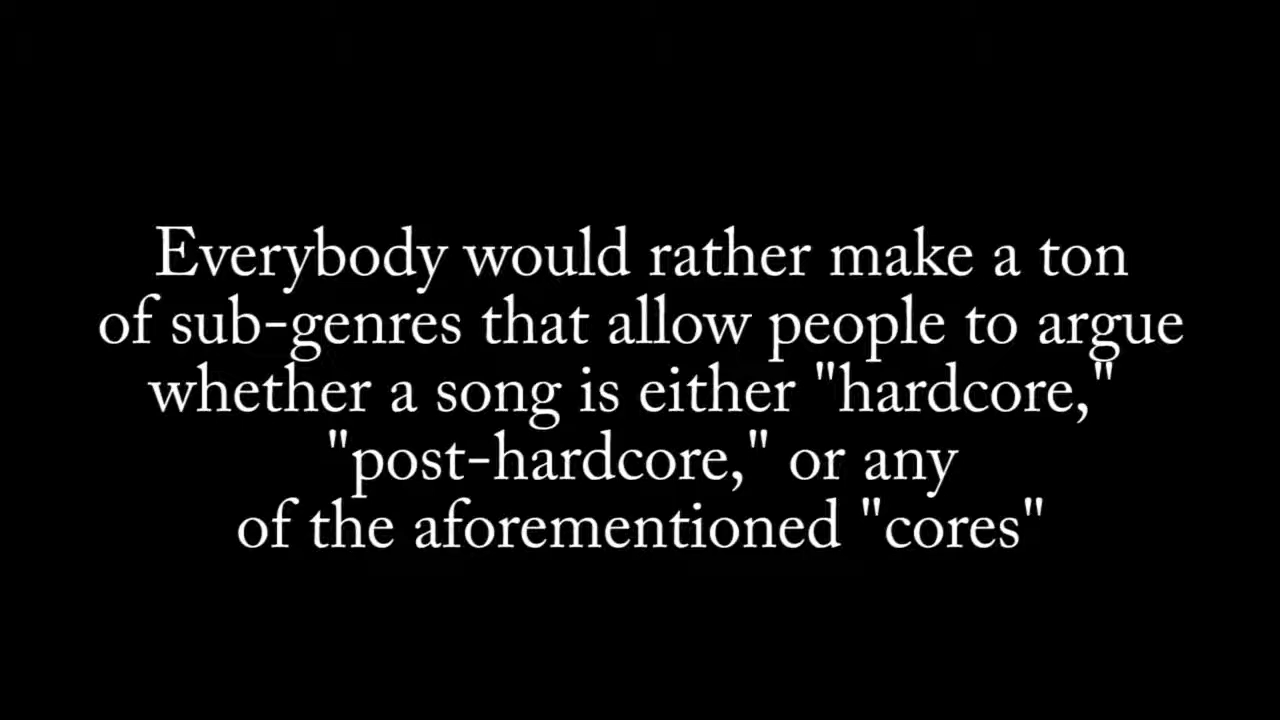 Everybody would rather make a ton
of sub-genres that allow people to argue
whether a song is either "hardcore,"
"post-hardcore," or any
of the aforementioned "cores"